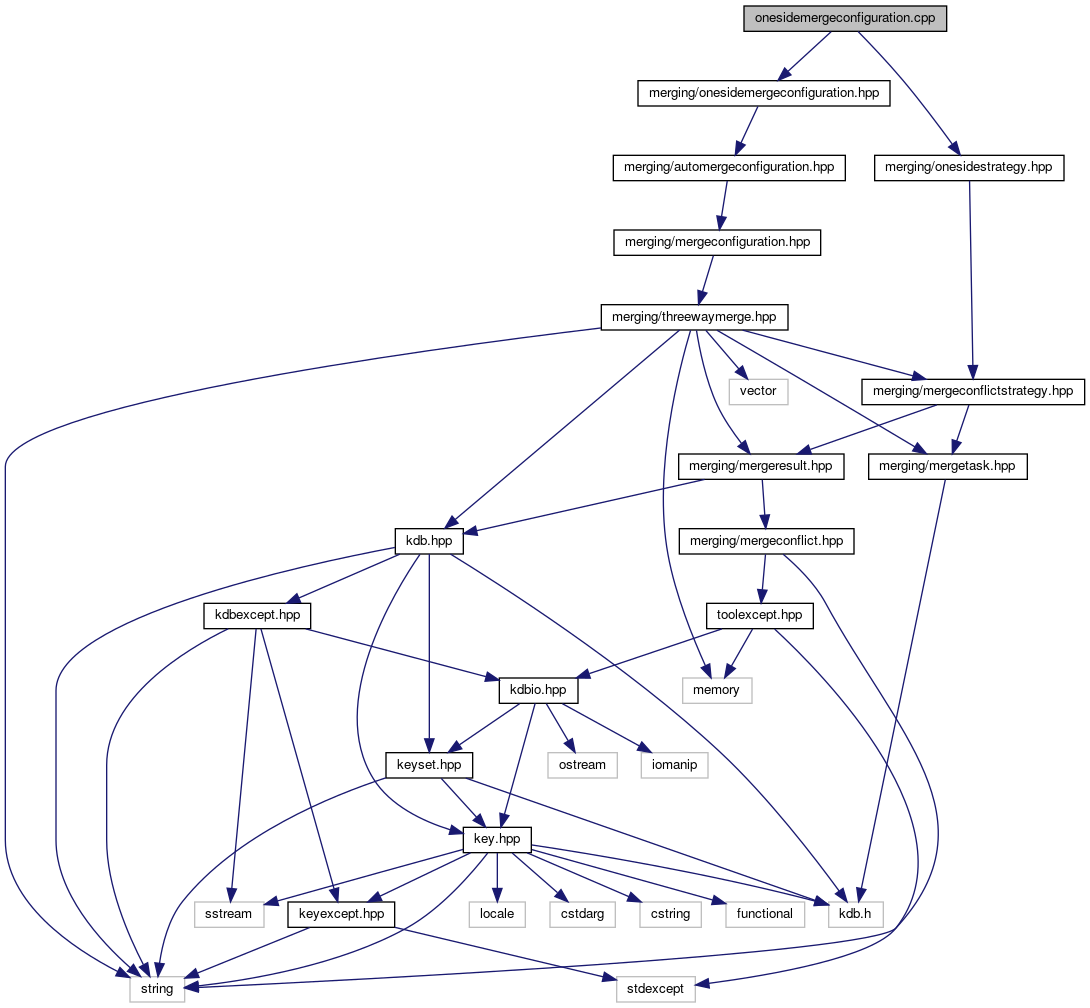 onesidemergeconfiguration.cpp
merging/onesidemergeconfiguration.hpp
merging/automergeconfiguration.hpp
merging/onesidestrategy.hpp
merging/mergeconfiguration.hpp
merging/threewaymerge.hpp
vector
merging/mergeconflictstrategy.hpp
merging/mergeresult.hpp
merging/mergetask.hpp
kdb.hpp
merging/mergeconflict.hpp
kdbexcept.hpp
toolexcept.hpp
kdbio.hpp
memory
keyset.hpp
ostream
iomanip
key.hpp
sstream
keyexcept.hpp
locale
cstdarg
cstring
functional
kdb.h
string
stdexcept